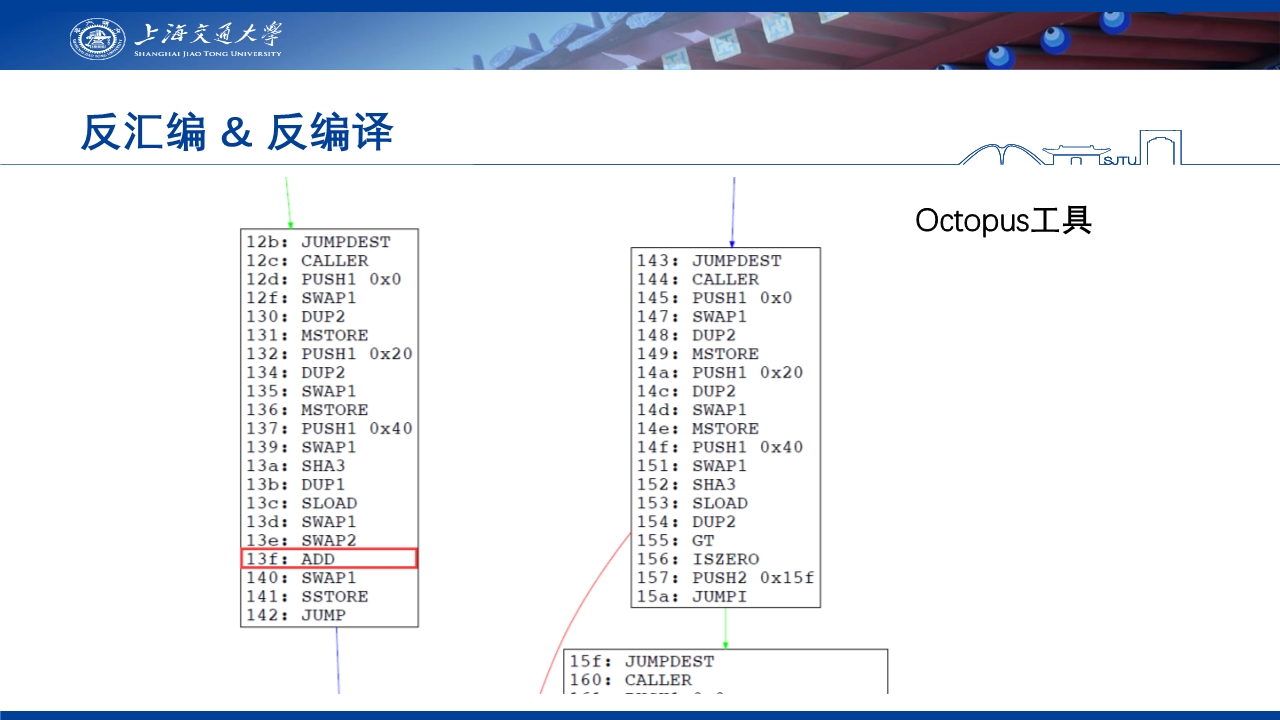 上海交通大学
SHANGHAI JIAO TONG UNIVERSITY
反汇编 & 反编译
SJTU
Octopus工具
12b: JUMPDEST
12c: CALLER
12d: PUSH1 0x0
12f: SWAP1
130: DUP2
131: MSTORE
132: PUSH1 0x20
134: DUP2
135: SWAP1
136: MSTORE
137: PUSH1 0x40
139: SWAP1
13a: SHA3
13b: DUP1
13c: SLOAD
13d: SWAP1
13e: SWAP2
13f: ADD
140: SWAP1
141: SSTORE
142: JUMP
143: JUMPDEST
144: CALLER
145: PUSH1 0x0
147: SWAP1
148: DUP2
149: MSTORE
14a: PUSH1 0x20
14c: DUP2
14d: SWAP1
14e: MSTORE
14f: PUSH1 0x40
151: SWAP1
152: SHA3
153: SLOAD
154: DUP2
155: GT
156: ISZERO
157: PUSH2 0x15f
15a: JUMPI
15f: JUMPDEST
160: CALLER